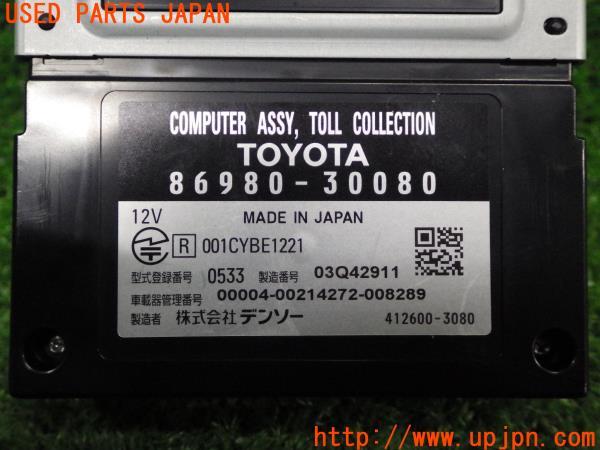 USED PARTS JAPAN
COMPUTER ASSY, TOLL COLLECTION
TOYOTA
86980-30080
12V MADE IN JAPAN
R 001CYBE1221
型式登録番号 0533 製造番号 03Q42911
車載器管理番号 00004-00214272-008289
製造者 株式会社 デンソー 412600-3080
UPJ http://www.upjpn.com